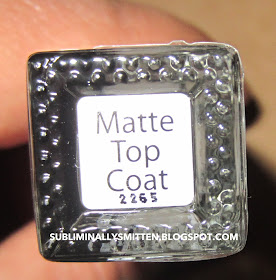 Matte
Top
Coat
2265
SUBLIMINALLYSMITTEN.BLOGSPOT.COM